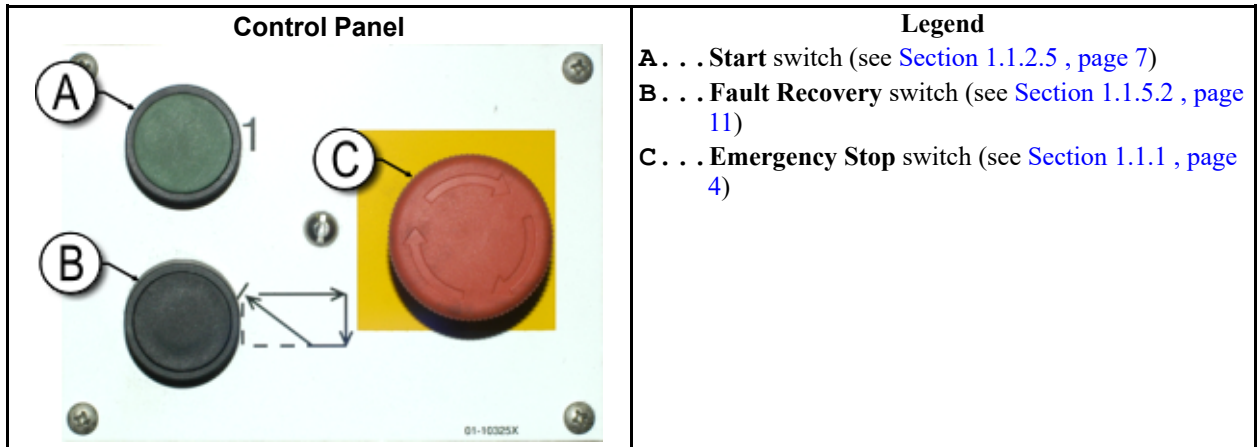 Control Panel
A
1
C
B
01-10325X
Legend
A . . . Start switch (see Section 1.1.2.5 , page 7)
B . . . Fault Recovery switch (see Section 1.1.5.2 , page
11)
C . . . Emergency Stop switch (see Section 1.1.1 , page
4)